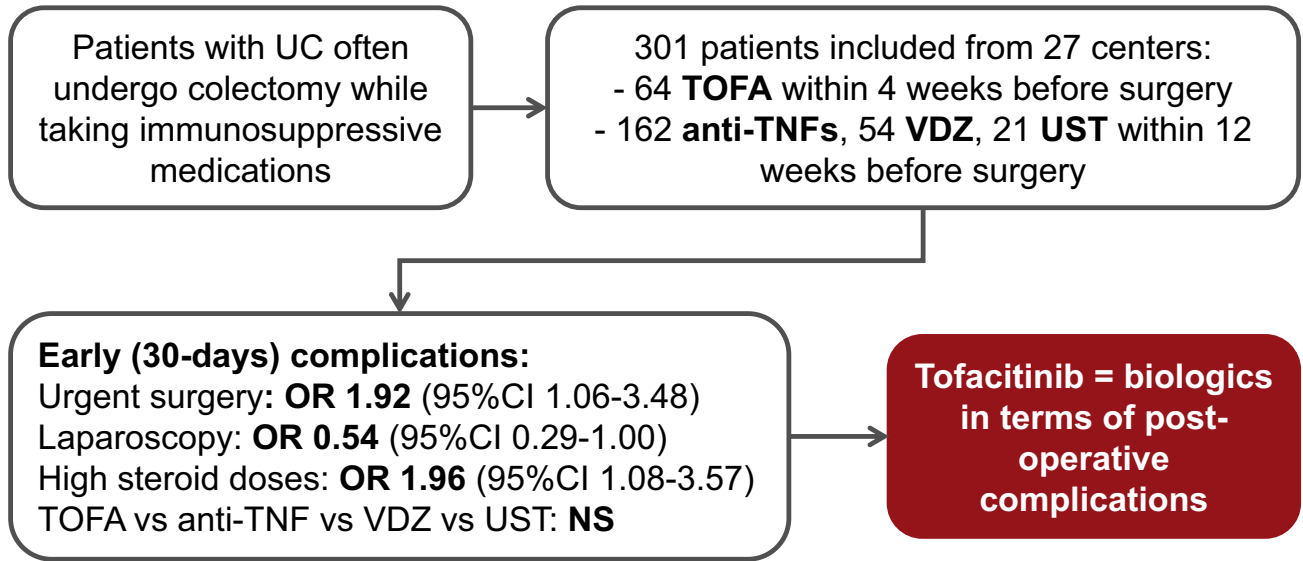 Patients with UC often
undergo colectomy while
taking immunosuppressive
medications
301 patients included from 27 centers:
- 64 TOFA within 4 weeks before surgery
- 162 anti-TNFs, 54 VDZ, 21 UST within 12
weeks before surgery
Early (30-days) complications:
Urgent surgery: OR 1.92 (95%CI 1.06-3.48)
Laparoscopy: OR 0.54 (95%CI 0.29-1.00)
High steroid doses: OR 1.96 (95%CI 1.08-3.57)
TOFA vs anti-TNF vs VDZ vs UST: NS
Tofacitinib = biologics
in terms of post-
operative
complications